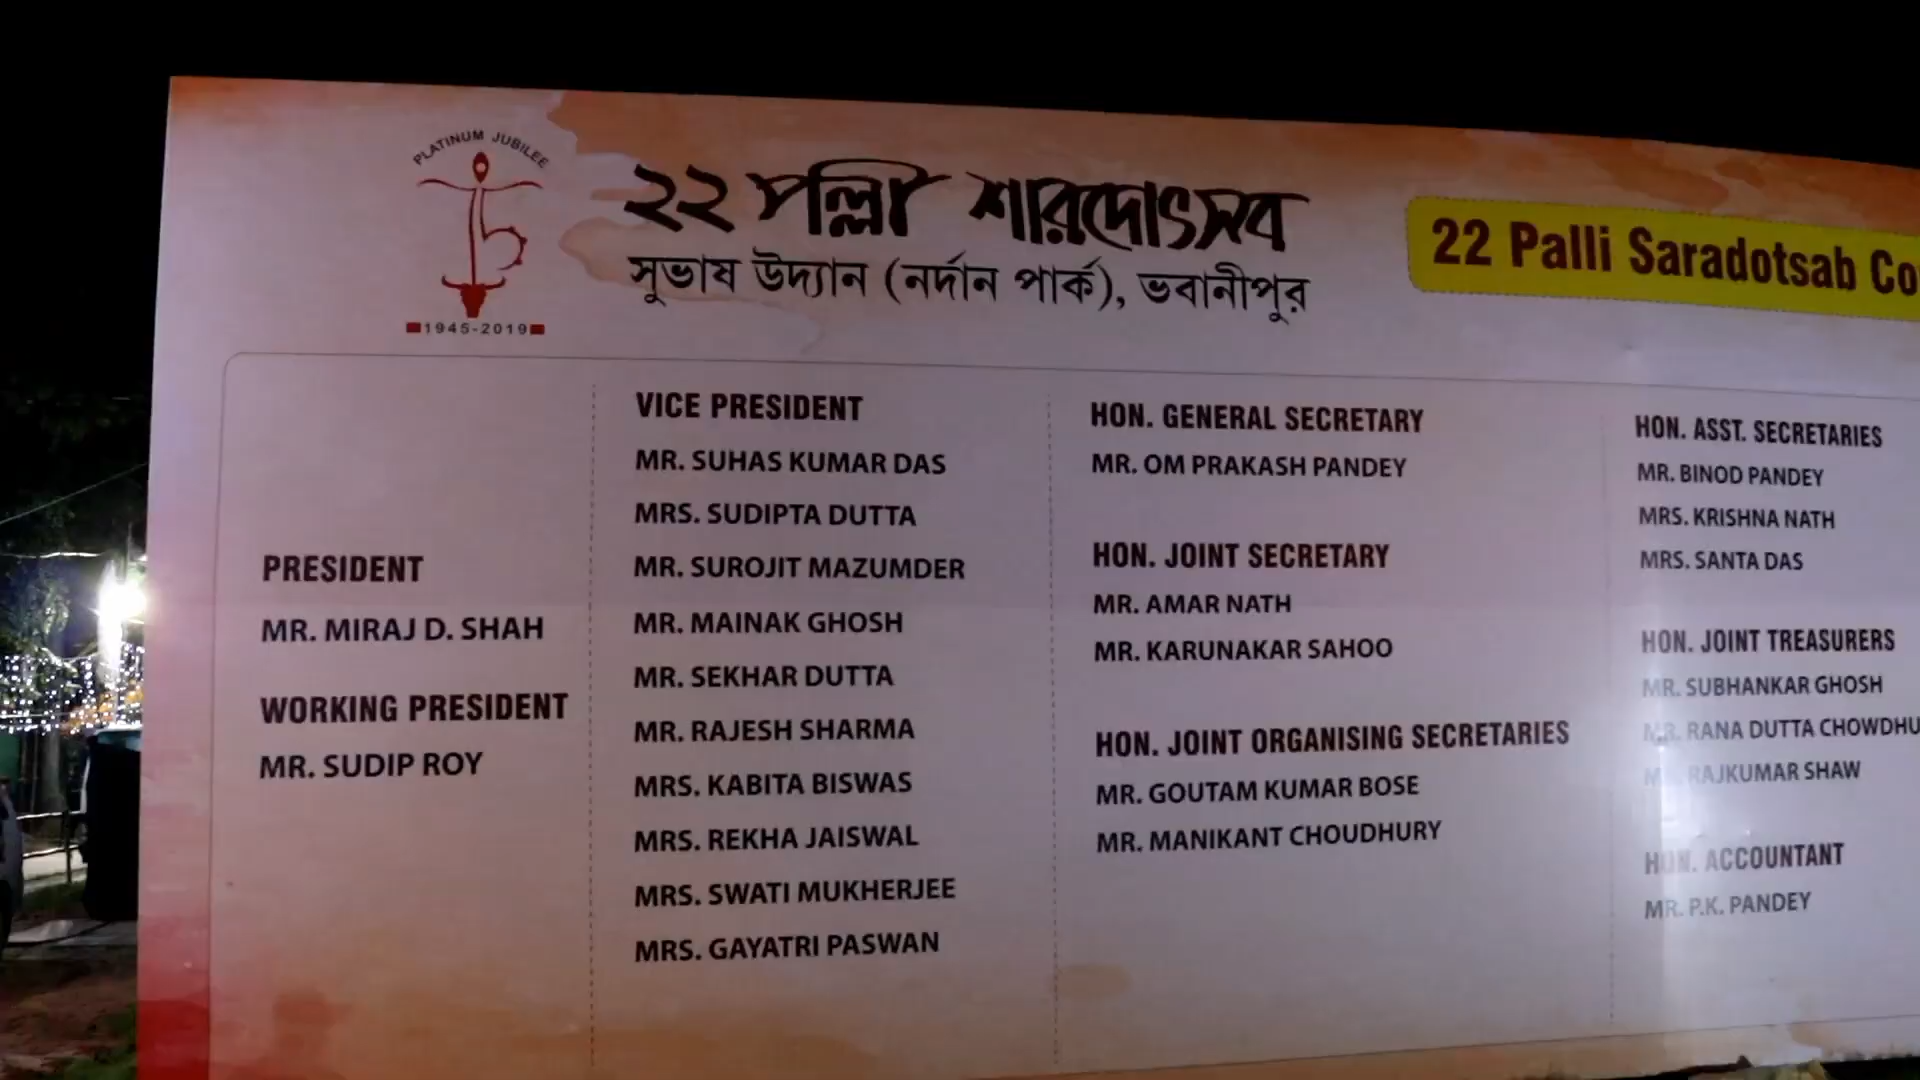 PLATINUM JUBILEE
1945-2019
২২ পল্লী শারদোৎসব
সুভাষ উদ্যান (নর্দান পার্ক), ভবানীপুর
22 Palli Saradotsab Co
PRESIDENT
MR. MIRAJ D. SHAH
WORKING PRESIDENT
MR. SUDIP ROY
VICE PRESIDENT
MR. SUHAS KUMAR DAS
MRS. SUDIPTA DUTTA
MR. SUROJIT MAZUMDER
MR. MAINAK GHOSH
MR. SEKHAR DUTTA
MR. RAJESH SHARMA
MRS. KABITA BISWAS
MRS. REKHA JAISWAL
MRS. SWATI MUKHERJEE
MRS. GAYATRI PASWAN
HON. GENERAL SECRETARY
MR. OM PRAKASH PANDEY
HON. JOINT SECRETARY
MR. AMAR NATH
MR. KARUNAKAR SAHOO
HON. JOINT ORGANISING SECRETARIES
MR. GOUTAM KUMAR BOSE
MR. MANIKANT CHOUDHURY
HON. ASST. SECRETARIES
MR. BINOD PANDEY
MRS. KRISHNA NATH
MRS. SANTA DAS
HON. JOINT TREASURERS
MR. SUBHANKAR GHOSH
MR. RANA DUTTA CHOWDHU
RAJKUMAR SHAW
HON. ACCOUNTANT
MR. P.K. PANDEY